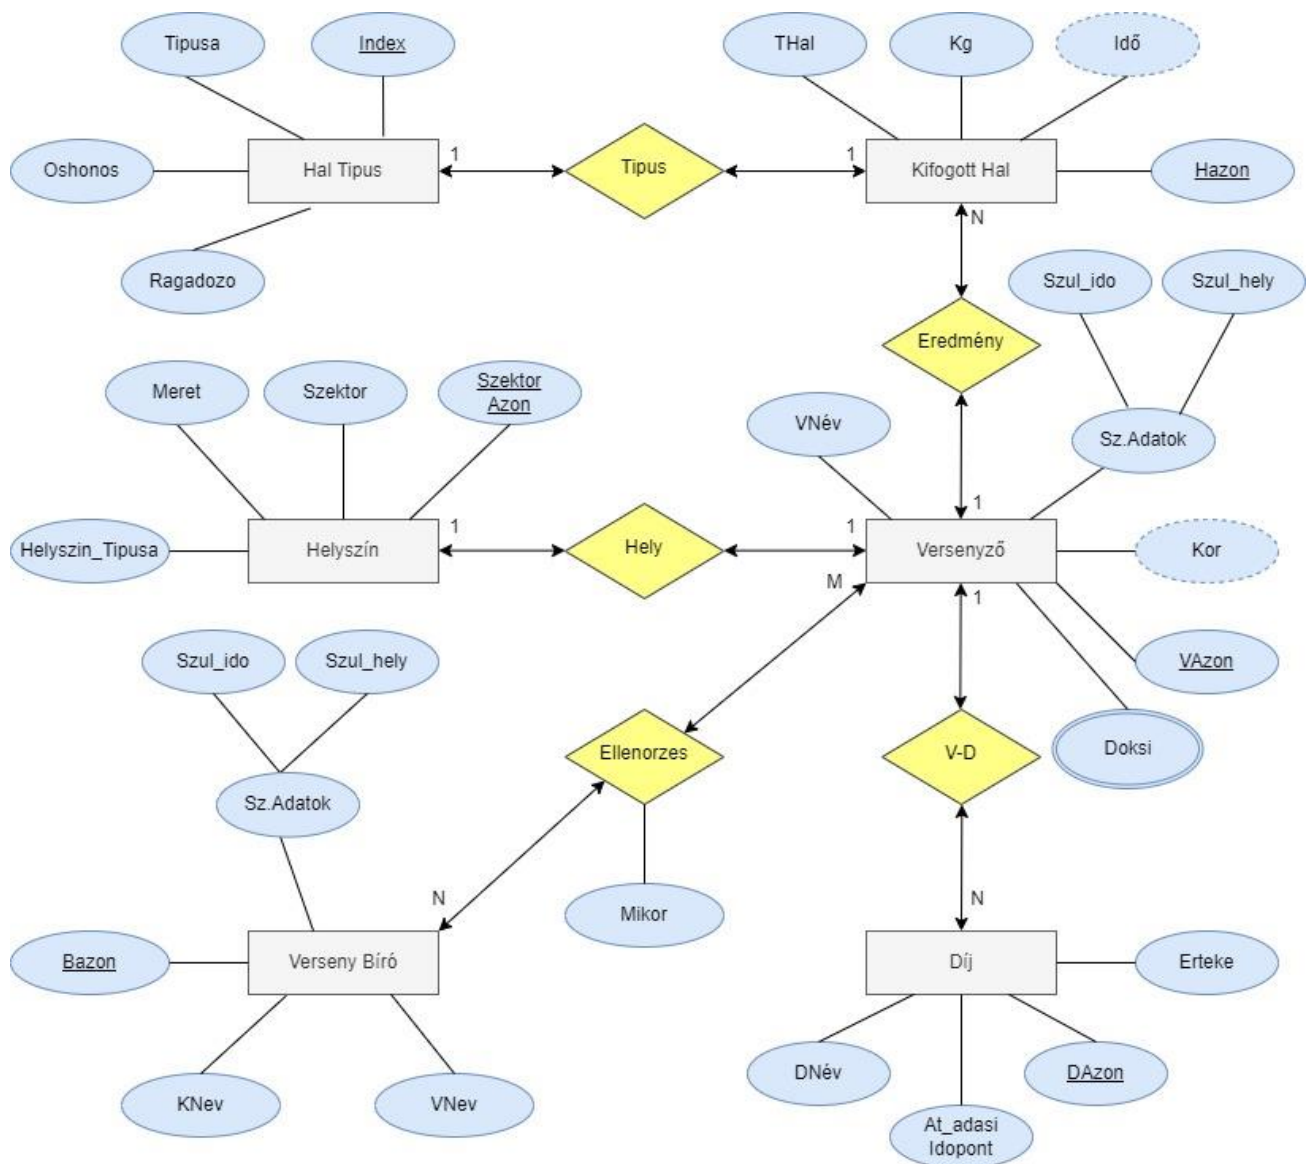 Tipusa
Index
THal
Kg
Idő
Oshonos
Hal Tipus
1
Tipus
1
Kifogott Hal
Hazon
N
Ragadozo
Szul_ido
Szul_hely
Eredmény
Meret
Szektor
Szektor
Azon
VNév
Sz.Adatok
1
Helyszin_Tipusa
Helyszín
1
Hely
1
Versenyző
Kor
M
1
Szul_ido
Szul_hely
VAzon
Ellenorzes
V-D
Doksi
Sz.Adatok
N
Mikor
N
Bazon
Verseny Bíró
Díj
Erteke
KNev
VNev
DNév
DAzon
At_adasi
Idopont